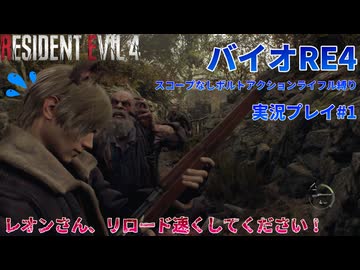 RESIDENT EVIL 4
バイオRE4
スコープなしボルトアクションライフル縛り
実況プレイ#1
レオンさん、リロード速くしてください！